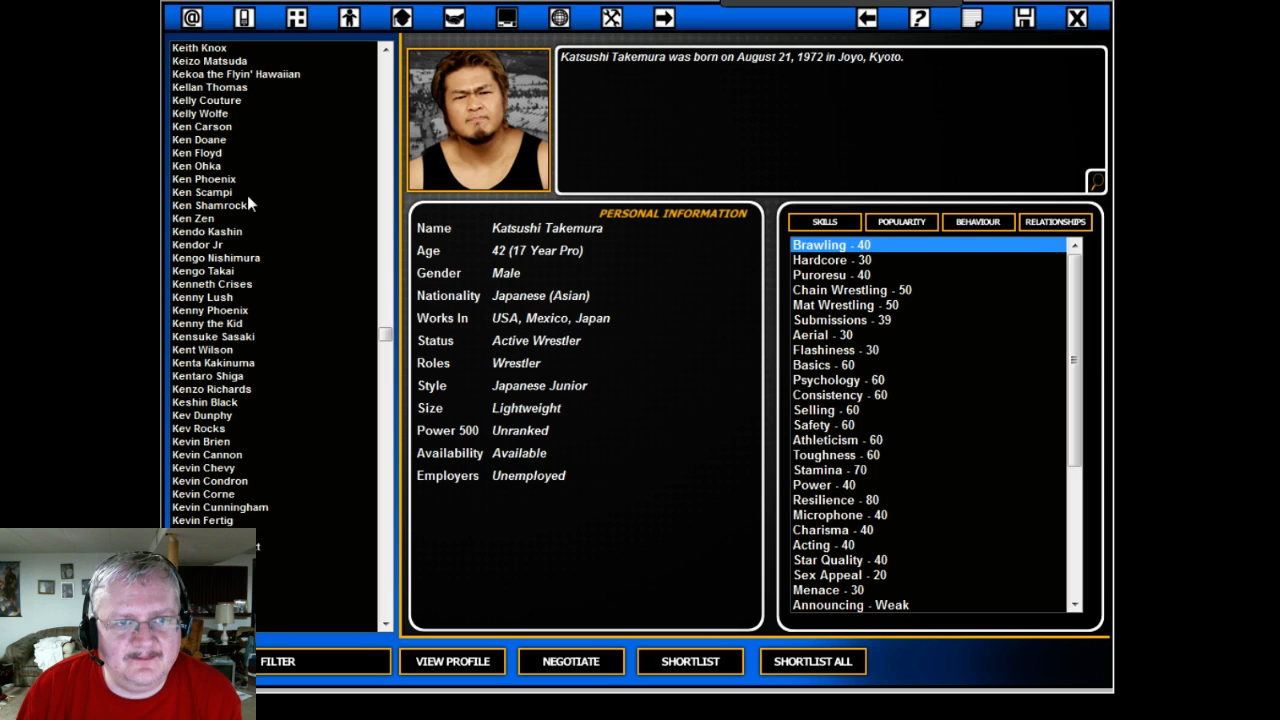 Keith Knox
Keizo Matsuda
Kekoa the Flyin' Hawaiian
Kellan Thomas
Kelly Couture
Kelly Wolfe
Ken Carson
Ken Doane
Ken Floyd
Ken Ohka
Ken Phoenix
Ken Scampi
Ken Shamrock
Ken Zen
Kendo Kashin
Kendor Jr
Kengo Nishimura
Kengo Takai
Kenneth Crises
Kenny Lush
Kenny Phoenix
Kenny the Kid
Kensuke Sasaki
Kent Wilson
Kenta Kakinuma
Kentaro Shiga
Kenzo Richards
Keshin Black
Kev Dunphy
Kev Rocks
Kevin Brien
Kevin Cannon
Kevin Chevy
Kevin Condron
Kevin Corne
Kevin Cunningham
Kevin Fertig
FILTER
Katsushi Takemura was born on August 21, 1972 in Joyo, Kyoto.
PERSONAL INFORMATION
Name Katsushi Takemura
Age 42 (17 Year Pro)
Gender Male
Nationality Japanese (Asian)
Works In USA, Mexico, Japan
Status Active Wrestler
Roles Wrestler
Style Japanese Junior
Size Lightweight
Power 500 Unranked
Availability Available
Employers Unemployed
SKILLS POPULARITY BEHAVIOUR RELATIONSHIPS
Brawling - 40
Hardcore - 30
Puroresu - 40
Chain Wrestling - 50
Mat Wrestling - 50
Submissions - 39
Aerial - 30
Flashiness - 30
Basics - 60
Psychology - 60
Consistency - 60
Selling - 60
Safety - 60
Athleticism - 60
Toughness - 60
Stamina - 70
Power - 40
Resilience - 80
Microphone - 40
Charisma - 40
Acting - 40
Star Quality - 40
Sex Appeal - 20
Menace - 30
Announcing - Weak
VIEW PROFILE NEGOTIATE SHORTLIST SHORTLIST ALL